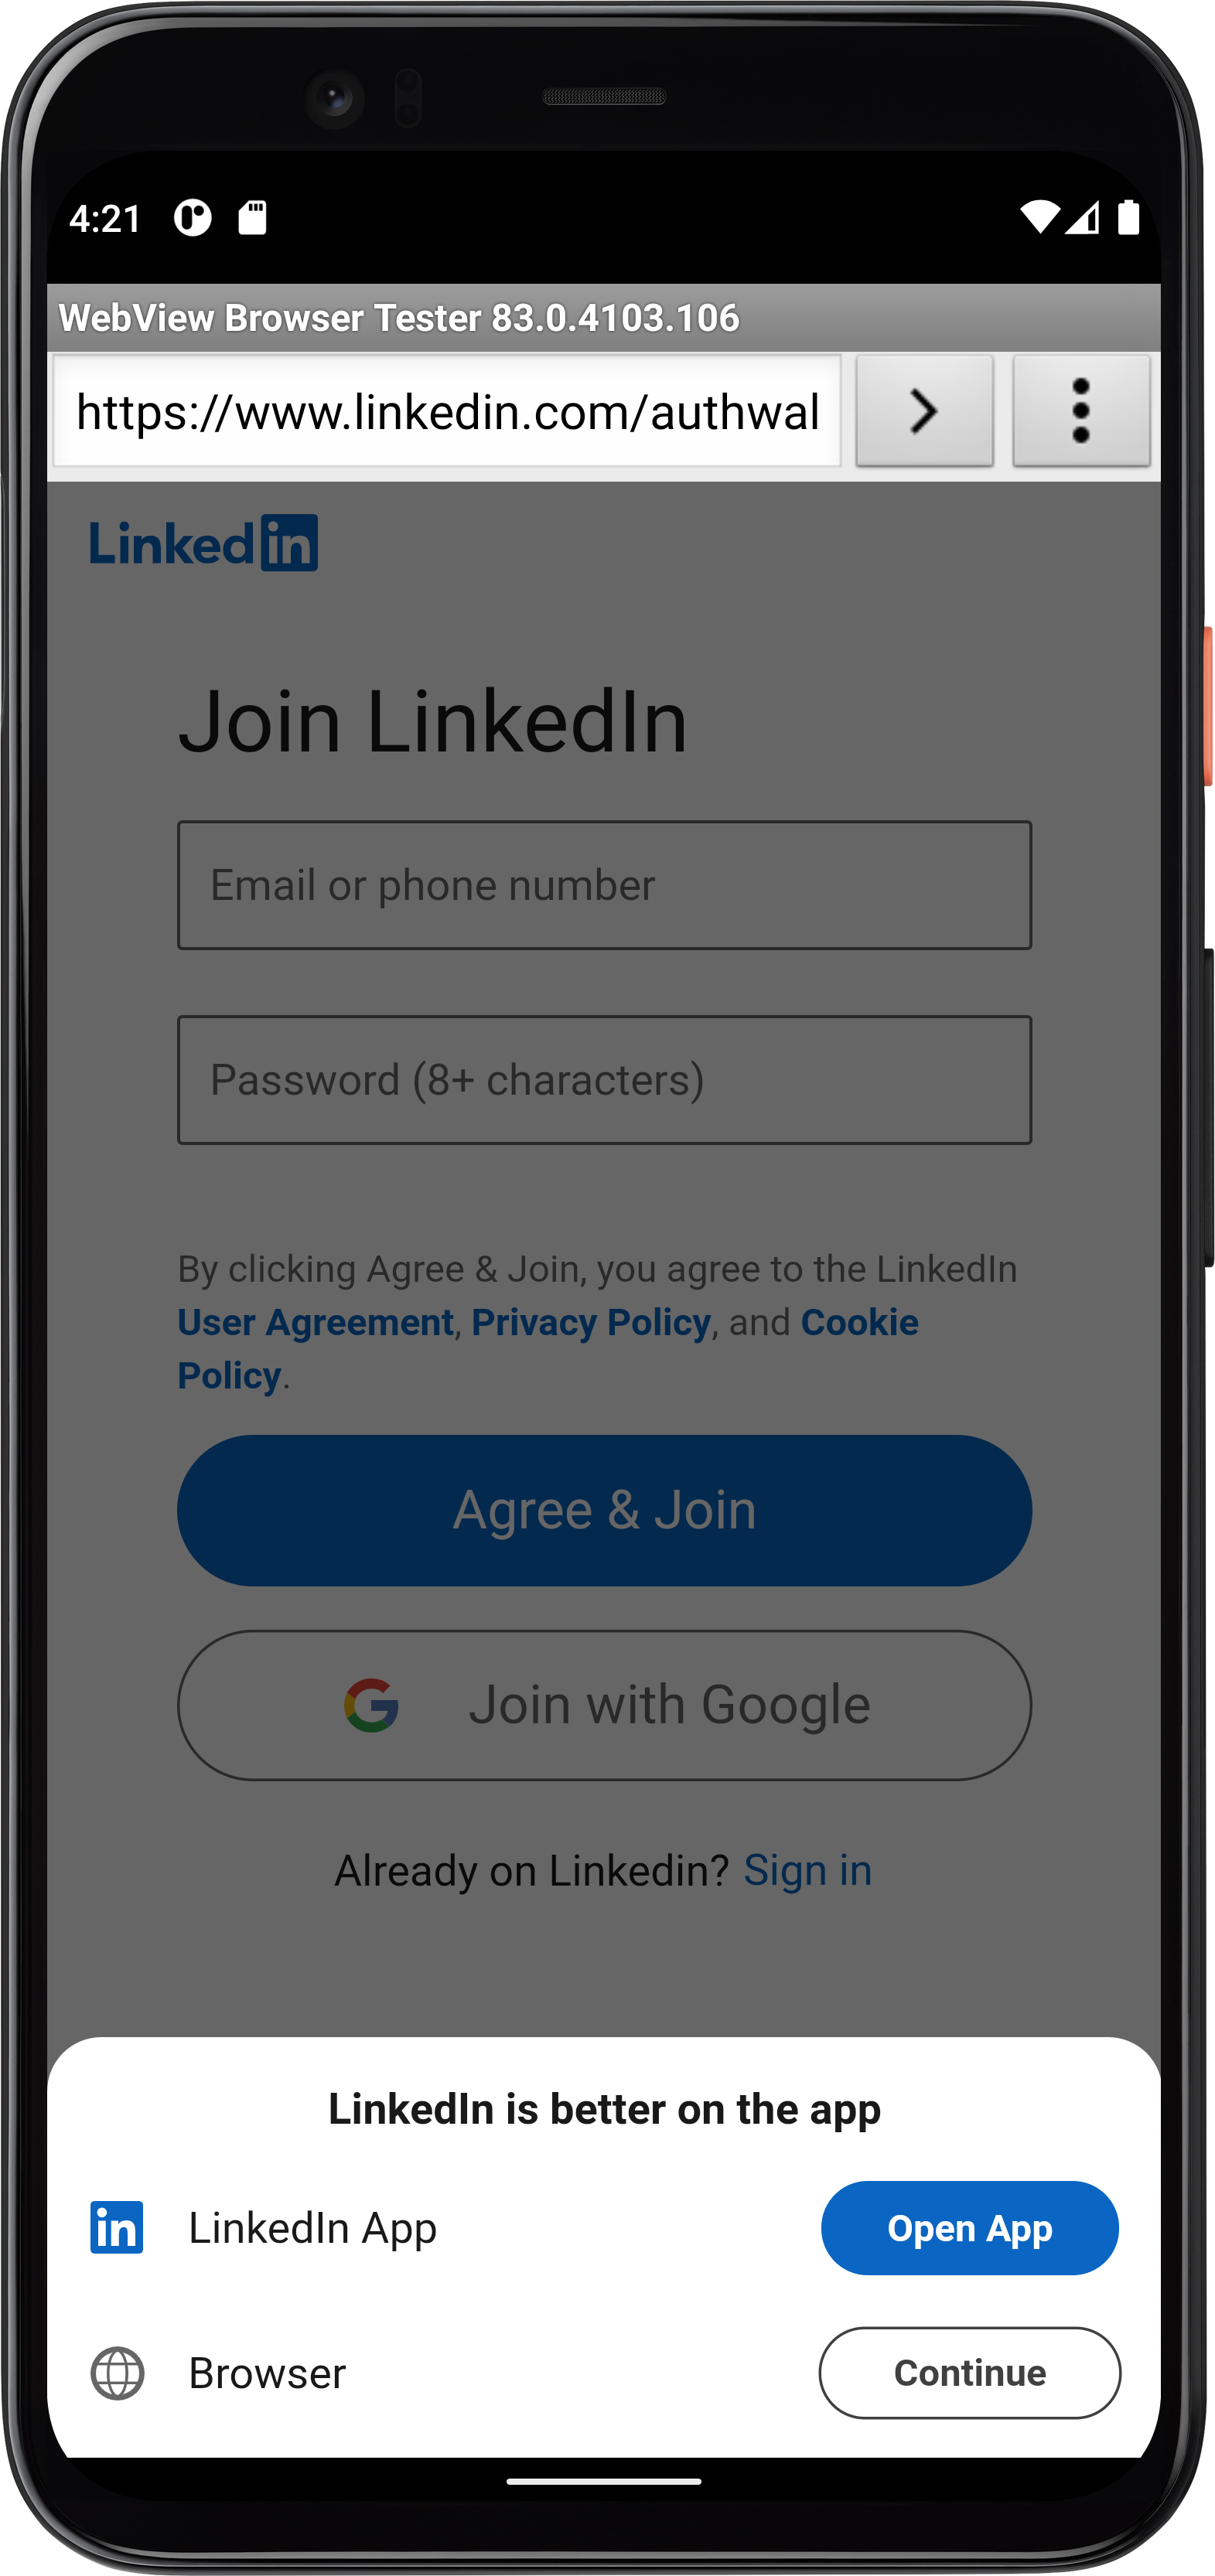 4:21
WebView Browser Tester 83.0.4103.106
https://www.linkedin.com/authwal
Linked in
Join LinkedIn
Email or phone number
Password (8+ characters)
By clicking Agree & Join, you agree to the LinkedIn
User Agreement, Privacy Policy, and Cookie
Policy.
Agree & Join
G Join with Google
Already on Linkedin? Sign in
LinkedIn is better on the app
in LinkedIn App Open App
Browser Continue